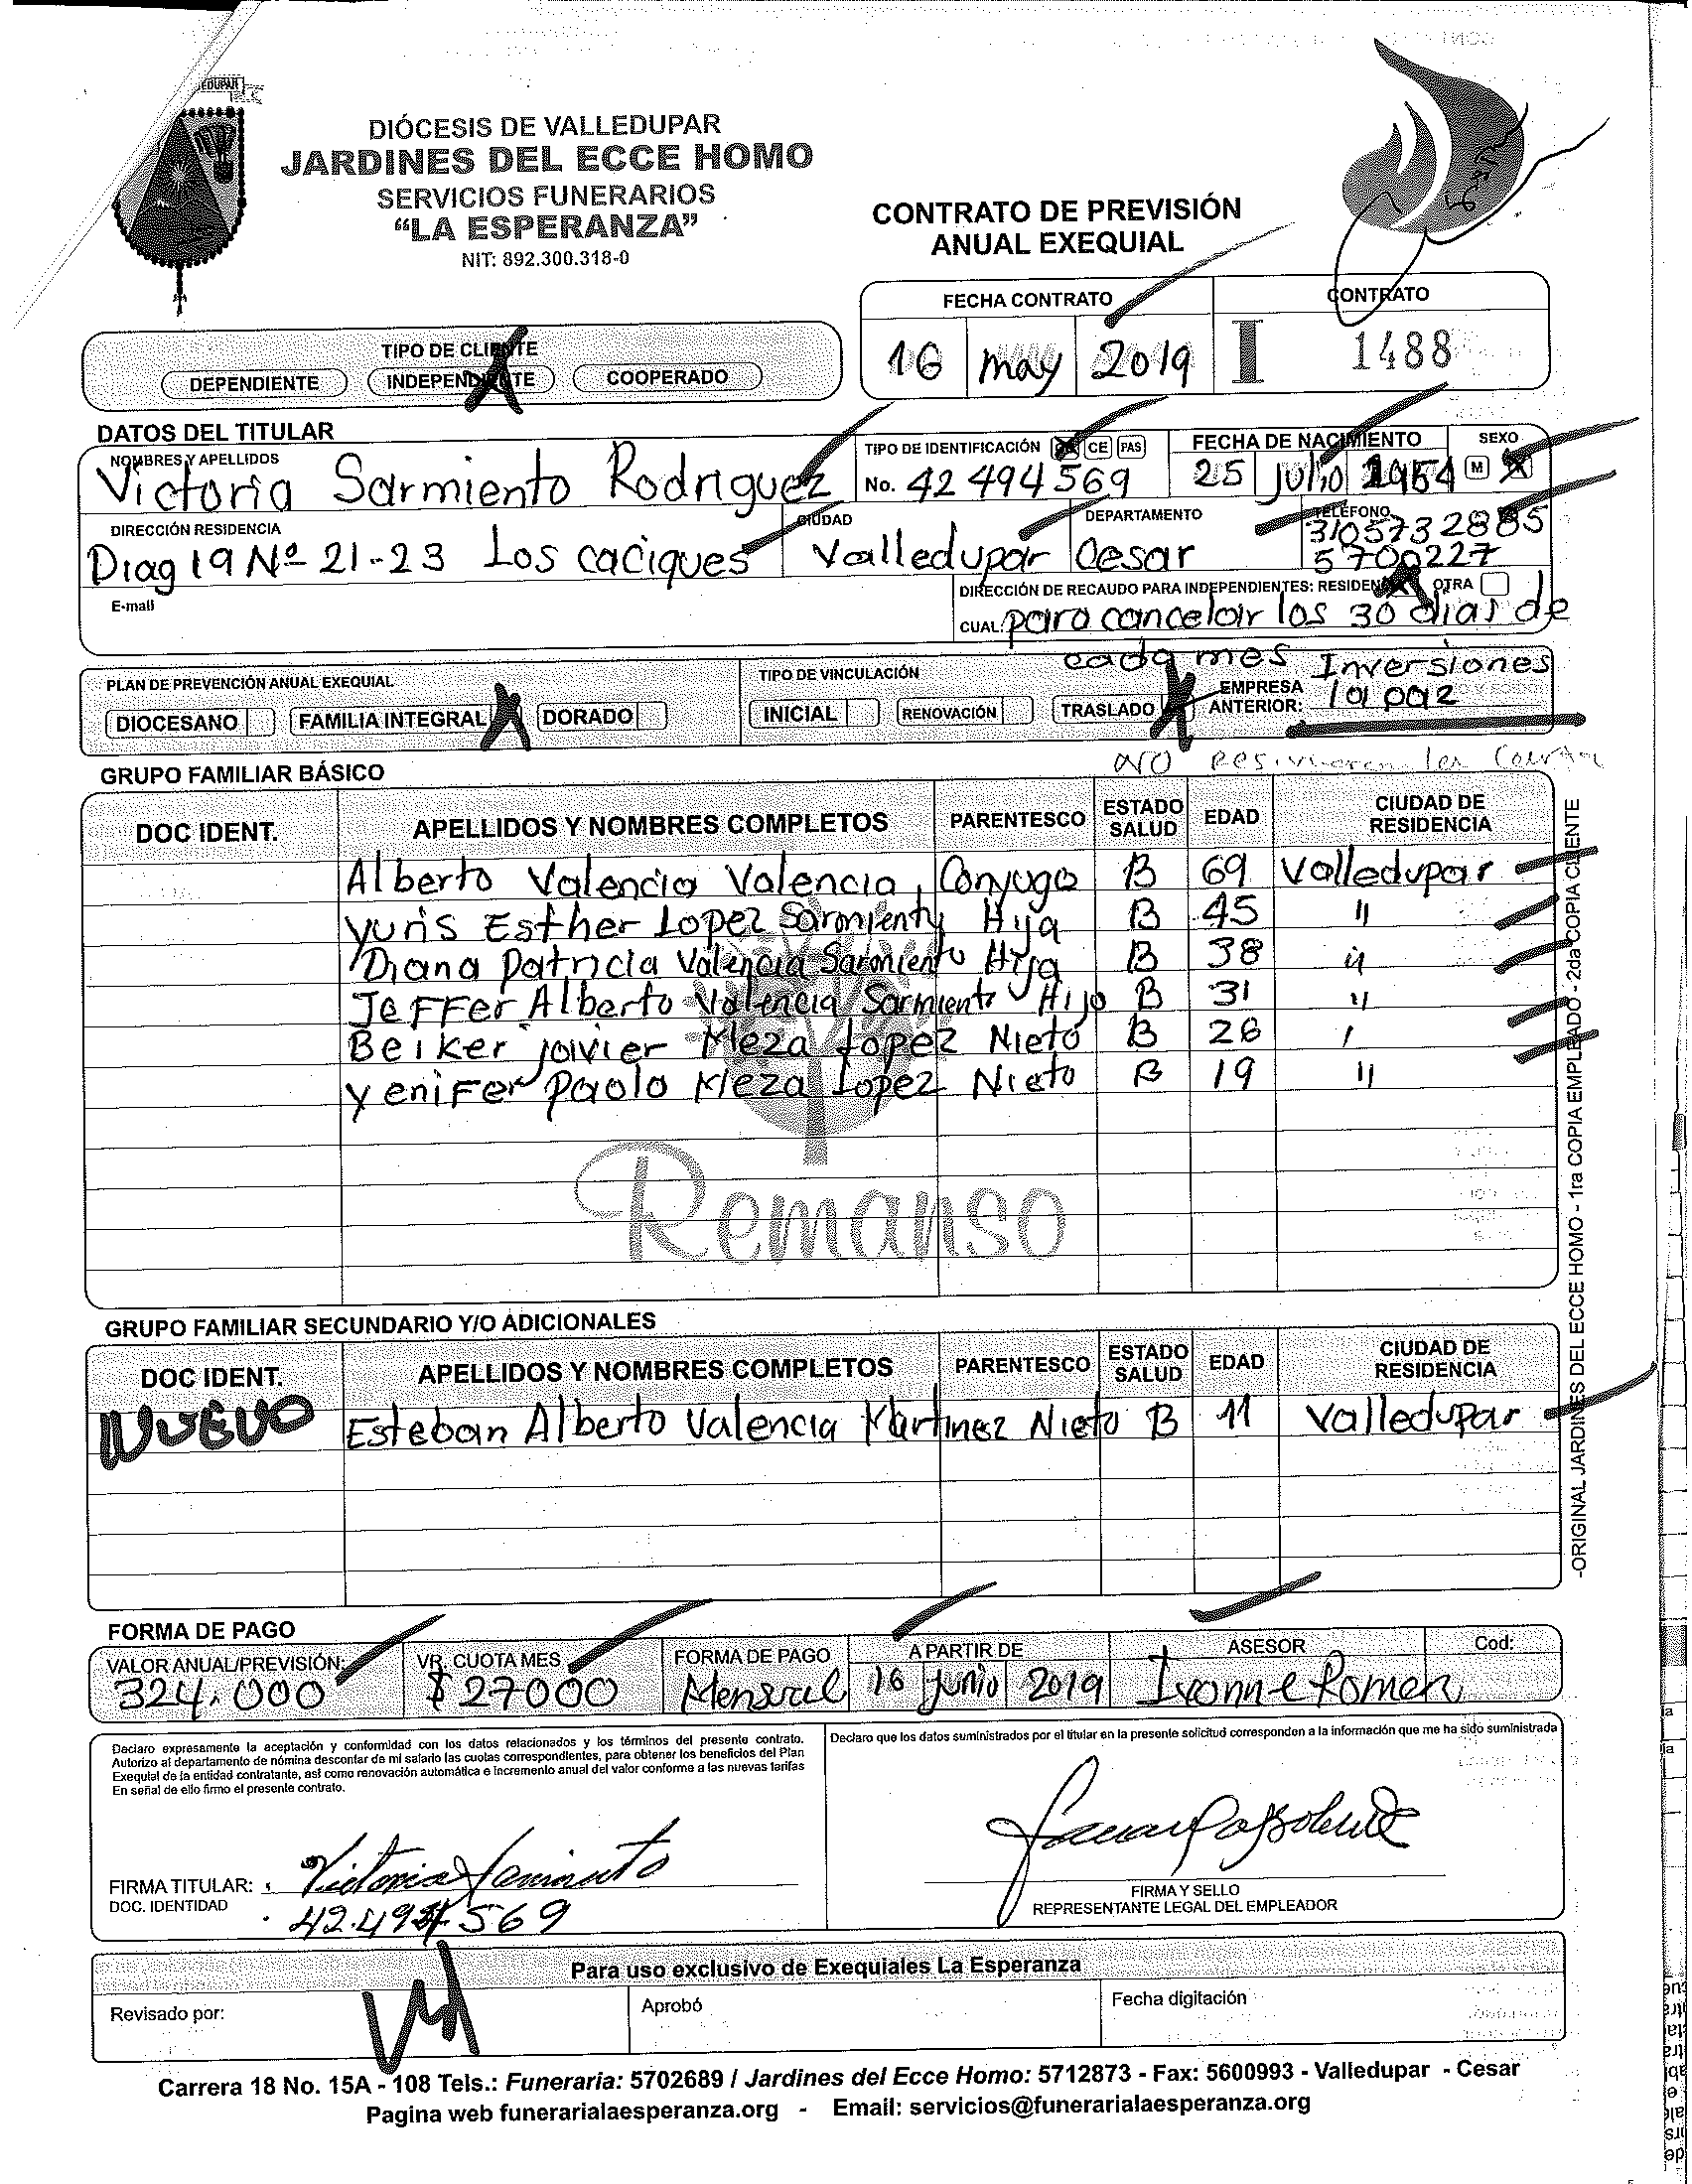 EDUPAR
DIÓCESIS DE VALLEDUPAR
JARDINES DEL ECCE HOMO
SERVICIOS FUNERARIOS
“LA ESPERANZA”
NIT: 892.300.318-0
CONTRATO DE PREVISIÓN
ANUAL EXEQUIAL
FECHA CONTRATO CONTRATO
16 may 2019 I 1488
TIPO DE CLIENTE
DEPENDIENTE INDEPENDIENTE X COOPERADO
DATOS DEL TITULAR
NOMBRES Y APELLIDOS TIPO DE IDENTIFICACIÓN CE PAS FECHA DE NACIMIENTO SEXO
Victoria Sarmiento Rodriguez No. 42 494 569 25 Julio 1954 M X
DIRECCIÓN RESIDENCIA CIUDAD DEPARTAMENTO TELÉFONO
Diag 19 Nº 21-23 Los caciques Valledupar Cesar 3105732885
5700227
E-mail DIRECCIÓN DE RECAUDO PARA INDEPENDIENTES: RESIDEN X OTRA
CUAL: para cancelar los 30 dias de
cada mes
PLAN DE PREVENCIÓN ANUAL EXEQUIAL TIPO DE VINCULACIÓN
DIOCESANO FAMILIA INTEGRAL X DORADO INICIAL RENOVACIÓN TRASLADO X EMPRESA ANTERIOR: Inversiones
la paz
NO
GRUPO FAMILIAR BÁSICO
DOC IDENT. APELLIDOS Y NOMBRES COMPLETOS PARENTESCO ESTADO SALUD EDAD CIUDAD DE RESIDENCIA
Alberto Valencia Valencia Conyuge B 69 Valledupar
Yuris Esther Lopez Sarmiento Hija B 45 "
Diana Patricia Valencia Sarmiento Hija B 38 "
Jeffer Alberto Valencia Sarmiento Hijo B 31 "
Beiker javier Meza Lopez Nieto B 26 "
Yenifer Paola Meza Lopez Nieto B 19 "
Remanso
GRUPO FAMILIAR SECUNDARIO Y/O ADICIONALES
DOC IDENT. APELLIDOS Y NOMBRES COMPLETOS PARENTESCO ESTADO SALUD EDAD CIUDAD DE RESIDENCIA
NUEVO Esteban Alberto Valencia Martinez Nieto B 11 Valledupar
-ORIGINAL JARDINES DEL ECCE HOMO - 1ra COPIA EMPLEADO - 2da COPIA CLIENTE
FORMA DE PAGO
VALOR ANUAL/PREVISIÓN: VR. CUOTA MES FORMA DE PAGO A PARTIR DE ASESOR Cod:
324.000 $ 27000 Mensual 16 junio 2019 Ivonne Romero
Declaro expresamente la aceptación y conformidad con los datos relacionados y los términos del presente contrato.
Autorizo al departamento de nómina descontar de mi salario las cuotas correspondientes, para obtener los beneficios del Plan
Exequial de la entidad contratante, así como renovación automática e incremento anual del valor conforme a las nuevas tarifas
En señal de ello firmo el presente contrato.
Declaro que los datos suministrados por el titular en la presente solicitud corresponden a la información que me ha sido suministrada
FIRMA TITULAR: Victoria Sarmiento
DOC. IDENTIDAD 42.494.569
FIRMA Y SELLO
REPRESENTANTE LEGAL DEL EMPLEADOR
Para uso exclusivo de Exequiales La Esperanza
Revisado por: Aprobó Fecha digitación
Carrera 18 No. 15A - 108 Tels.: Funeraria: 5702689 / Jardines del Ecce Homo: 5712873 - Fax: 5600993 - Valledupar - Cesar
Pagina web funerarialaesperanza.org - Email: servicios@funerarialaesperanza.org